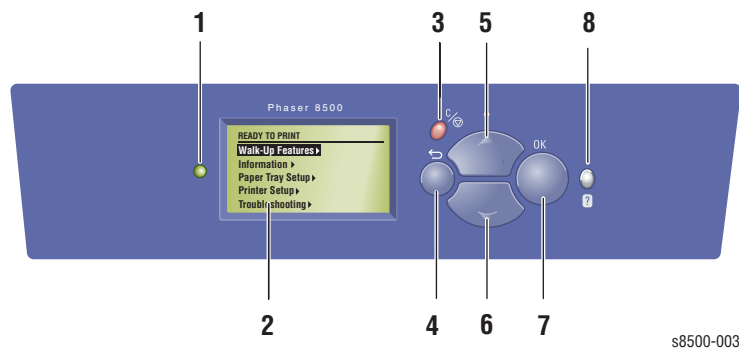 1 3 5 8
Phaser 8500
C/
READY TO PRINT
Walk-Up Features
OK
Information
Paper Tray Setup
Printer Setup
?
Troubleshooting
2 4 6 7
s8500-003